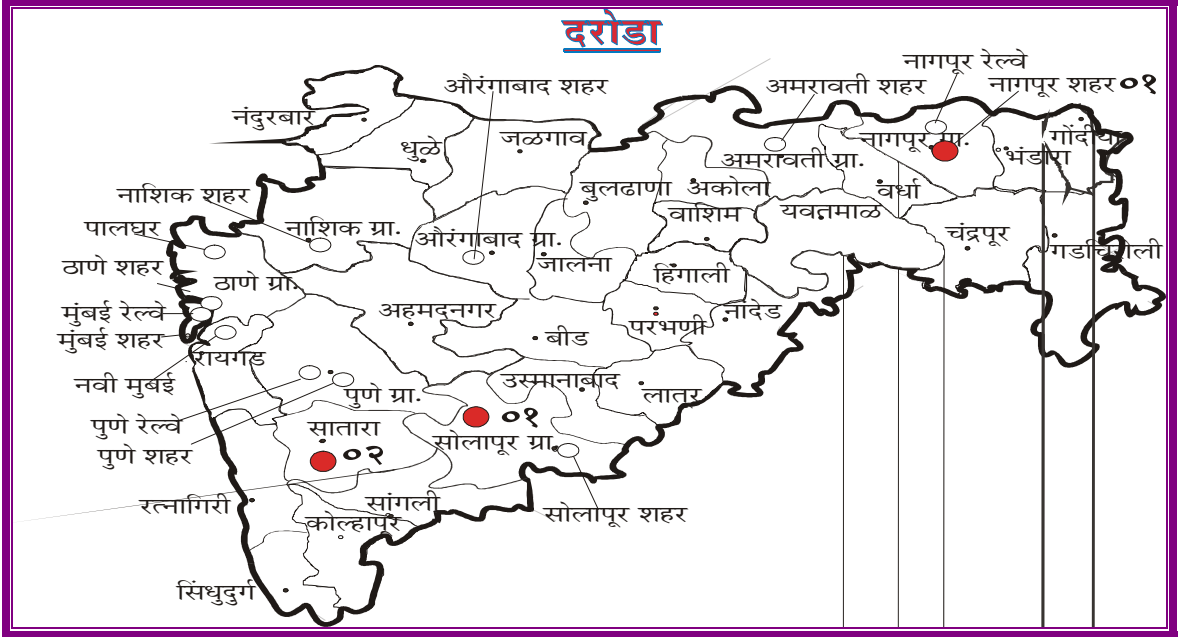 दरोडा
नागपूर रेल्वे
औरंगाबाद शहर
अमरावती शहर
नागपूर शहर ०१
नंदुरबार
धुळे
जळगाव
नागपूर ग्रा.
गोंदीया
भंडारा
अमरावती ग्रा.
नाशिक शहर
बुलढाणा
अकोला
वर्धा
पालघर
नाशिक ग्रा.
वाशिम
यवतमाळ
औरंगाबाद ग्रा.
चंद्रपूर
गडचिरोली
ठाणे शहर
जालना
हिंगाली
ठाणे ग्रा.
मुंबई रेल्वे
अहमदनगर
नांदेड
परभणी
मुंबई शहर
बीड
रायगड
नवी मुबई
उस्मानाबाद
पुणे ग्रा.
लातर
पुणे रेल्वे
सातारा
०१
सोलापूर ग्रा.
पुणे शहर
०२
रत्नागिरी
सांगली
सोलापूर शहर
कोल्हापूर
सिंधुदुर्ग